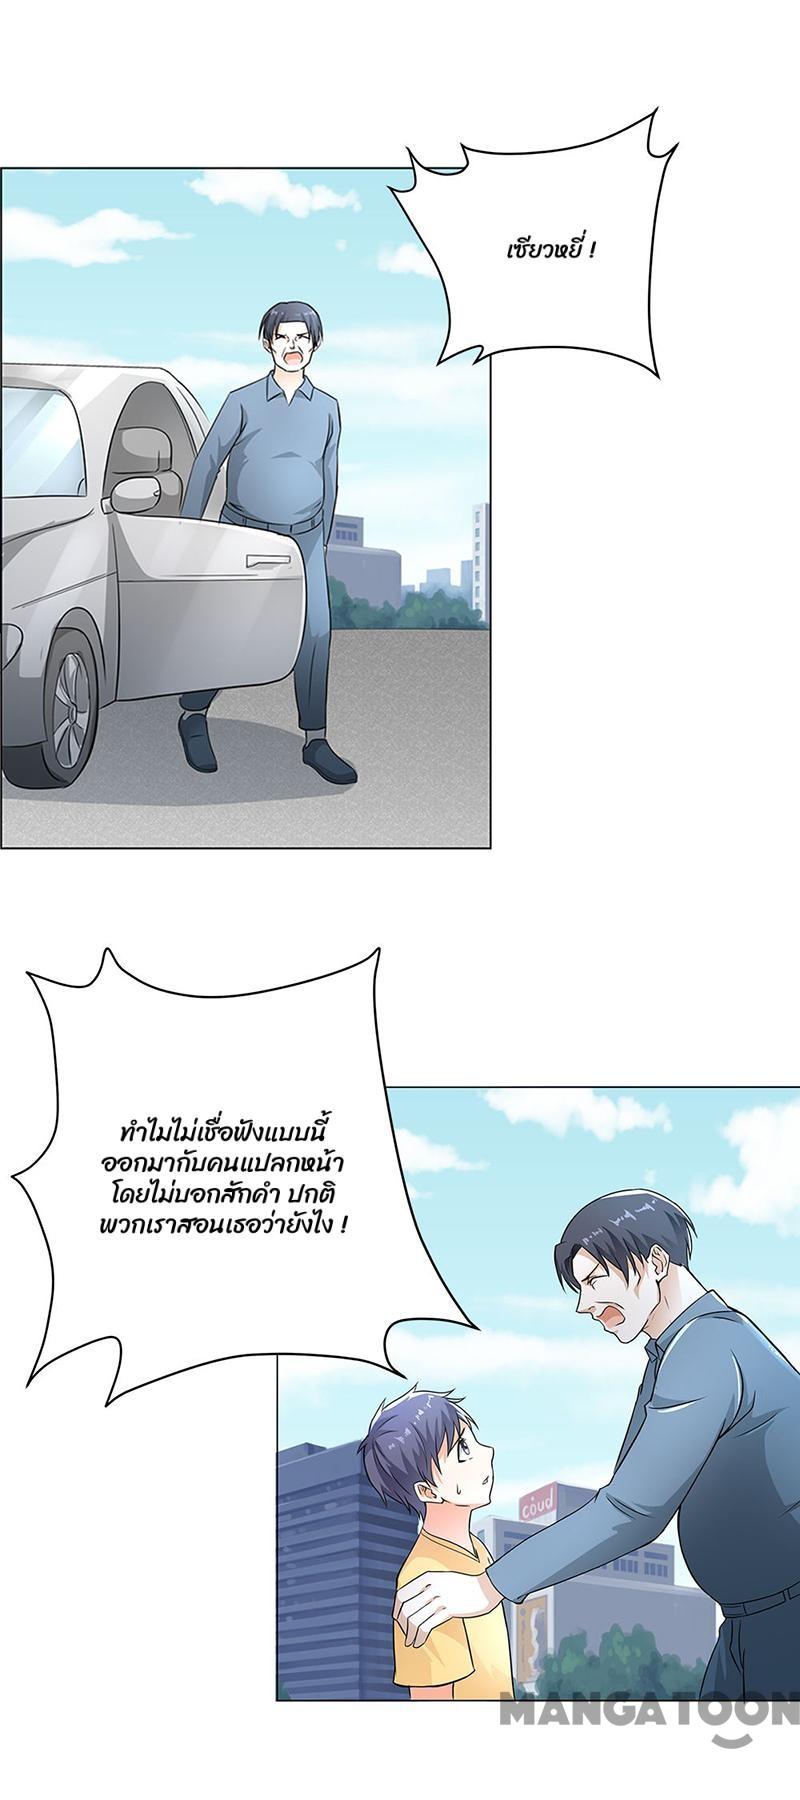 เซียวหยี่ !
ทำไมไม่เชื่อฟังแบบนี้
ออกมากับคนแปลกหน้า
โดยไม่บอกสักคำ ปกติ
พวกเราสอนเธอว่ายังไง !
coud
MANGATOON